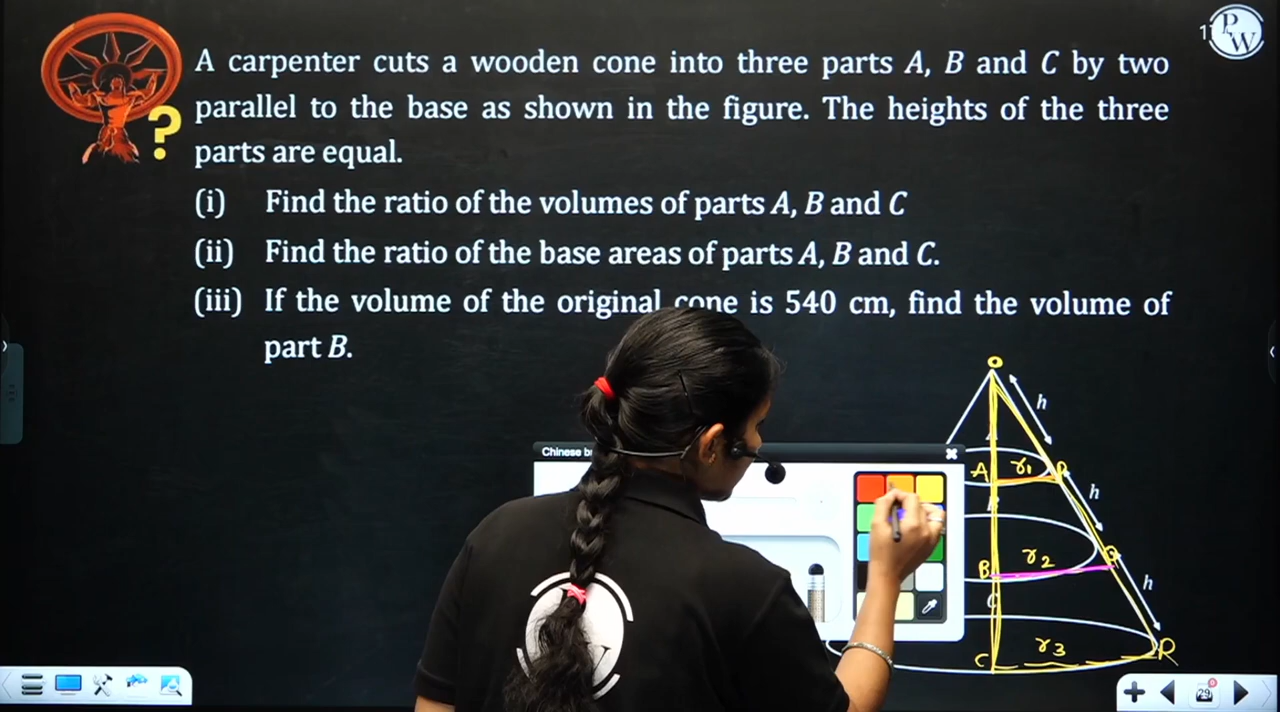 P
W
A carpenter cuts a wooden cone into three parts A, B and C by two
parallel to the base as shown in the figure. The heights of the three
parts are equal.
?
(i) Find the ratio of the volumes of parts A, B and C
(ii) Find the ratio of the base areas of parts A, B and C.
(iii) If the volume of the original cone is 540 cm, find the volume of
part B.
O
h
A r₁ P
h
B r₂ Q
h
C
C r₃ R
29